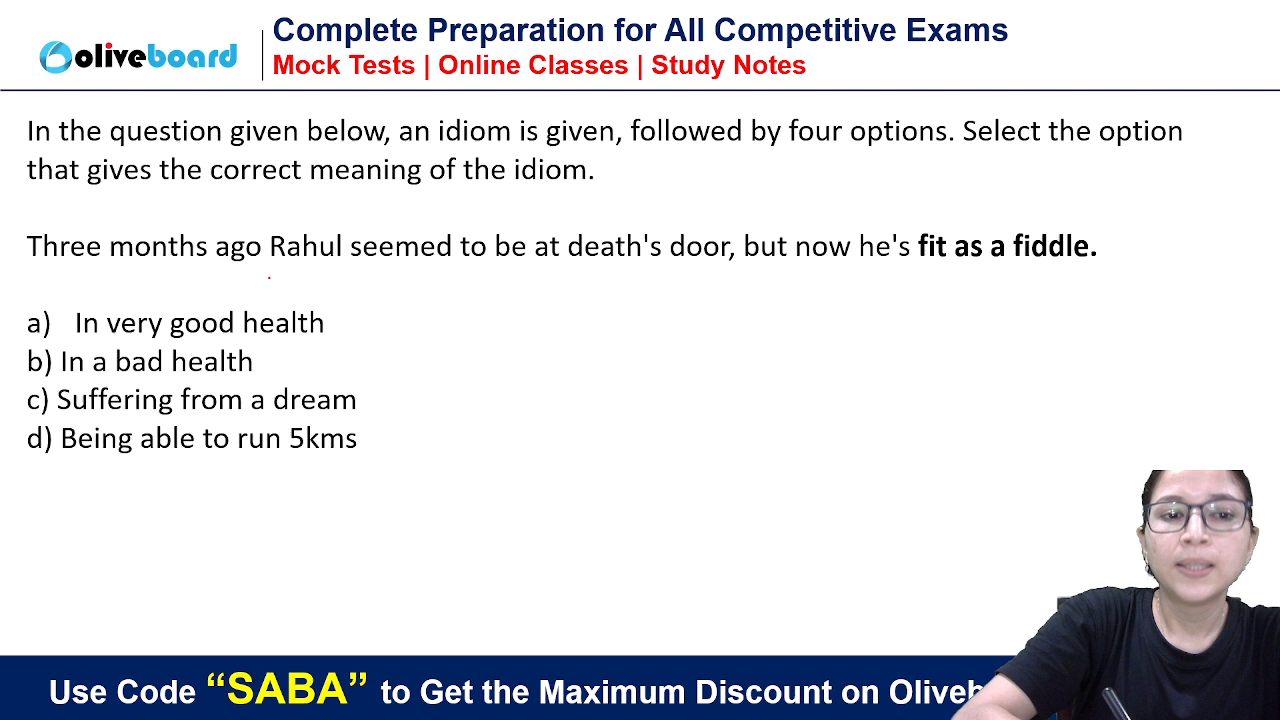 Complete Preparation for All Competitive Exams
oliveboard
Mock Tests | Online Classes | Study Notes
In the question given below, an idiom is given, followed by four options. Select the option
that gives the correct meaning of the idiom.
Three months ago Rahul seemed to be at death's door, but now he's fit as a fiddle.
a) In very good health
b) In a bad health
c) Suffering from a dream
d) Being able to run 5kms
Use Code “SABA” to Get the Maximum Discount on